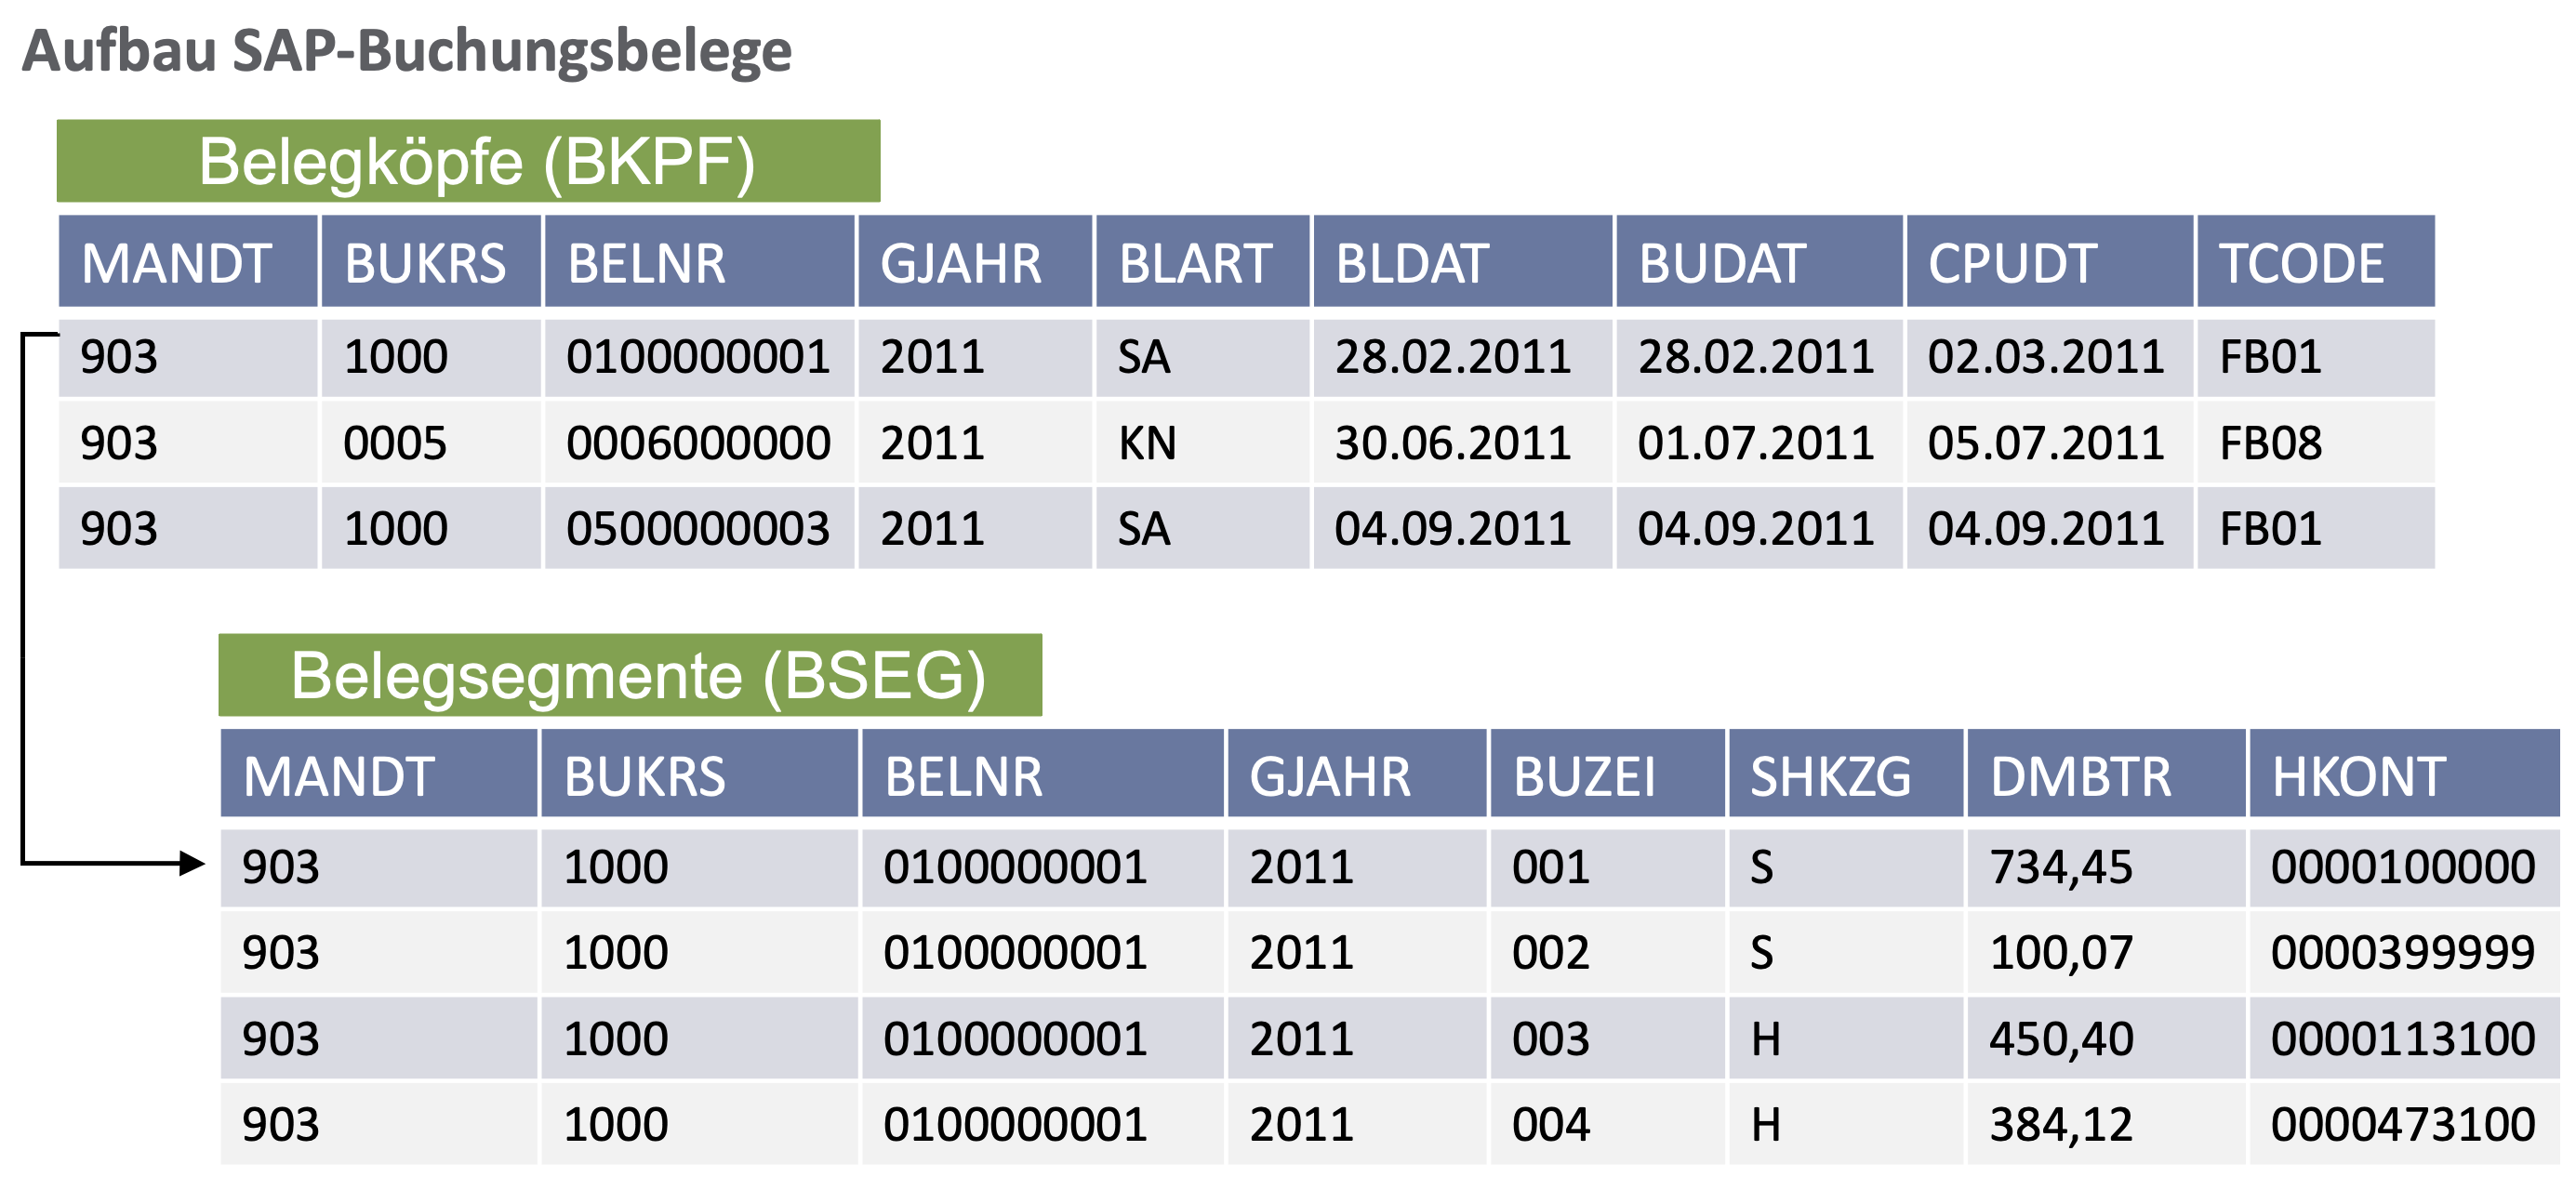 Aufbau SAP-Buchungsbelege
Belegköpfe (BKPF)
MANDT BUKRS BELNR GJAHR BLART BLDAT BUDAT CPUDT TCODE
903 1000 0100000001 2011 SA 28.02.2011 28.02.2011 02.03.2011 FB01
903 0005 0006000000 2011 KN 30.06.2011 01.07.2011 05.07.2011 FB08
903 1000 0500000003 2011 SA 04.09.2011 04.09.2011 04.09.2011 FB01
Belegsegmente (BSEG)
MANDT BUKRS BELNR GJAHR BUZEI SHKZG DMBTR HKONT
903 1000 0100000001 2011 001 S 734,45 0000100000
903 1000 0100000001 2011 002 S 100,07 0000399999
903 1000 0100000001 2011 003 H 450,40 0000113100
903 1000 0100000001 2011 004 H 384,12 0000473100